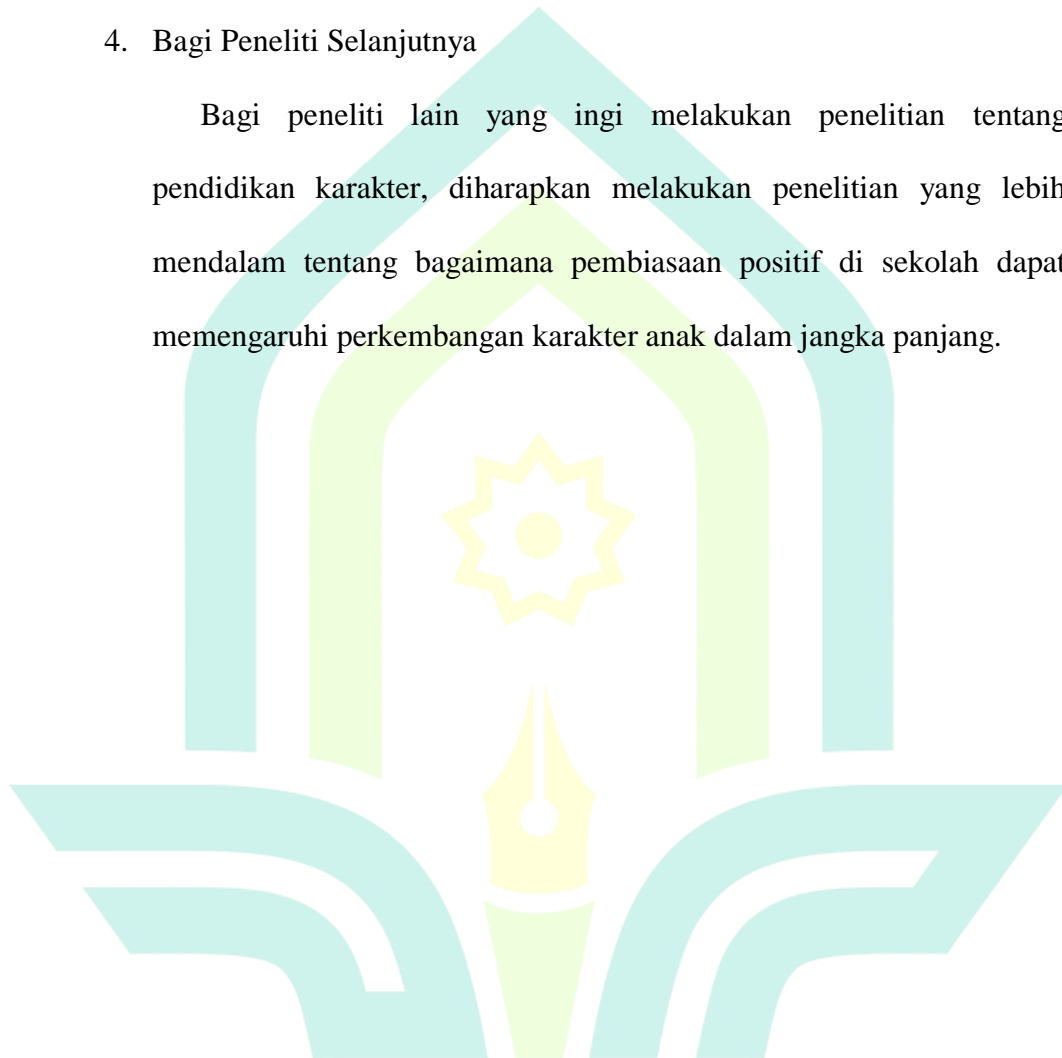 4. Bagi Peneliti Selanjutnya
Bagi peneliti lain yang ingi melakukan penelitian tentang
pendidikan karakter, diharapkan melakukan penelitian yang lebih
mendalam tentang bagaimana pembiasaan positif di sekolah dapat
memengaruhi perkembangan karakter anak dalam jangka panjang.